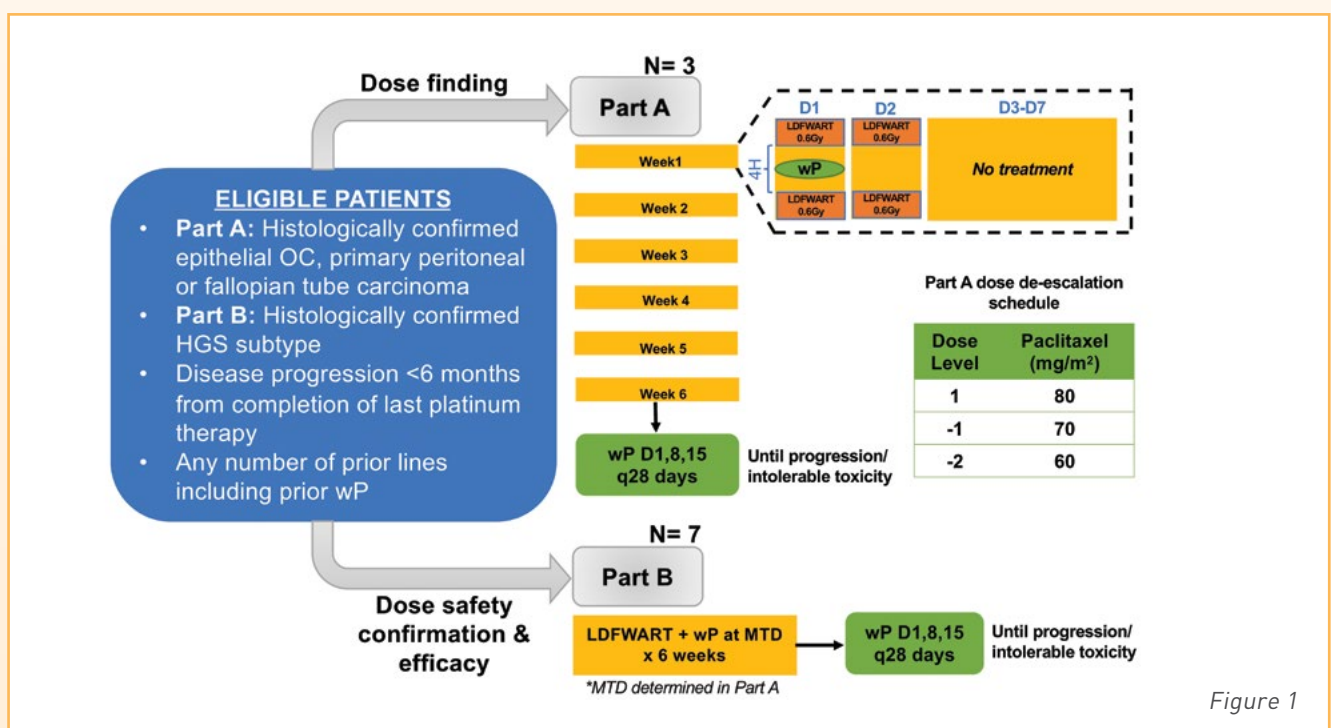 Dose finding
N= 3
Part A
ELIGIBLE PATIENTS
• Part A: Histologically confirmed
epithelial OC, primary peritoneal
or fallopian tube carcinoma
• Part B: Histologically confirmed
HGS subtype
• Disease progression <6 months
from completion of last platinum
therapy
• Any number of prior lines
including prior wP
Week1
Week 2
Week 3
Week 4
Week 5
Week 6
D1
D2
D3-D7
LDFWART
0.6Gy
LDFWART
0.6Gy
4H
wP
No treatment
LDFWART
0.6Gy
LDFWART
0.6Gy
wP D1,8,15
q28 days
Until progression/
intolerable toxicity
Part A dose de-escalation
schedule
Dose Level Paclitaxel (mg/m²)
1 80
-1 70
-2 60
Dose safety
confirmation &
efficacy
N= 7
Part B
LDFWART + wP at MTD
x 6 weeks
*MTD determined in Part A
wP D1,8,15
q28 days
Until progression/
intolerable toxicity
Figure 1